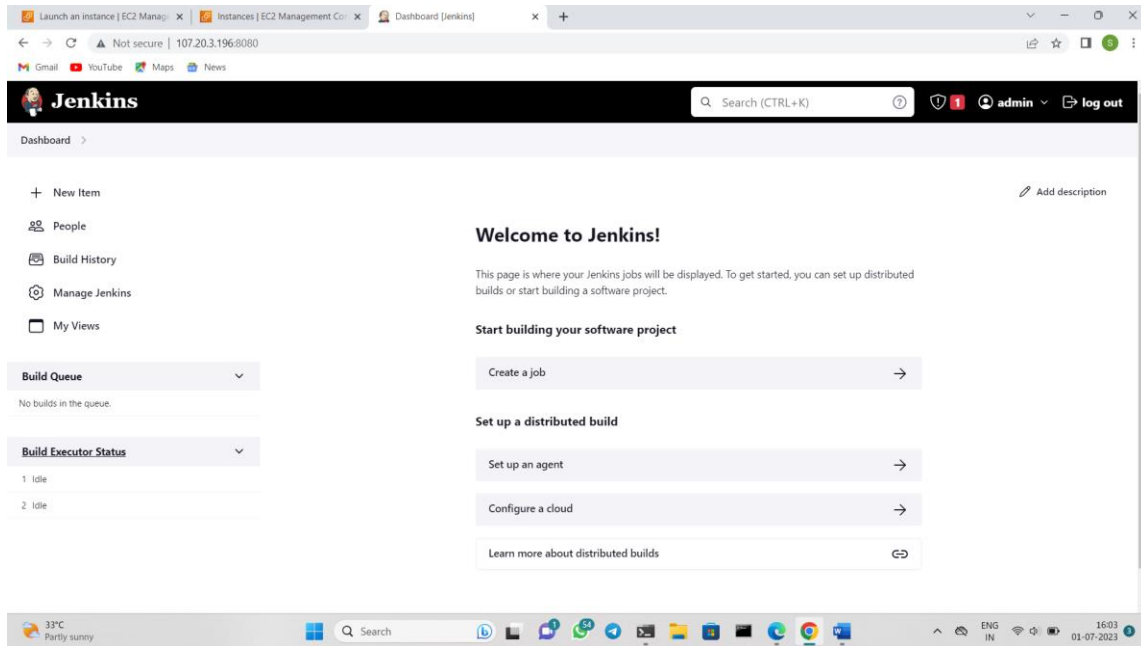 Launch an instance | EC2 Manag
Instances | EC2 Management Cor
Dashboard [Jenkins]
Not secure | 107.20.3.196:8080
S
Gmail YouTube Maps News
Jenkins
Search (CTRL+K)
1 admin log out
Dashboard
New Item
Add description
People
Welcome to Jenkins!
Build History
This page is where your Jenkins jobs will be displayed. To get started, you can set up distributed
builds or start building a software project.
Manage Jenkins
My Views
Start building your software project
Build Queue
Create a job
No builds in the queue.
Set up a distributed build
Build Executor Status
Set up an agent
1 Idle
2 Idle
Configure a cloud
Learn more about distributed builds
33°C
Partly sunny
Search
1
54
ENG
IN
16:03
01-07-2023
3